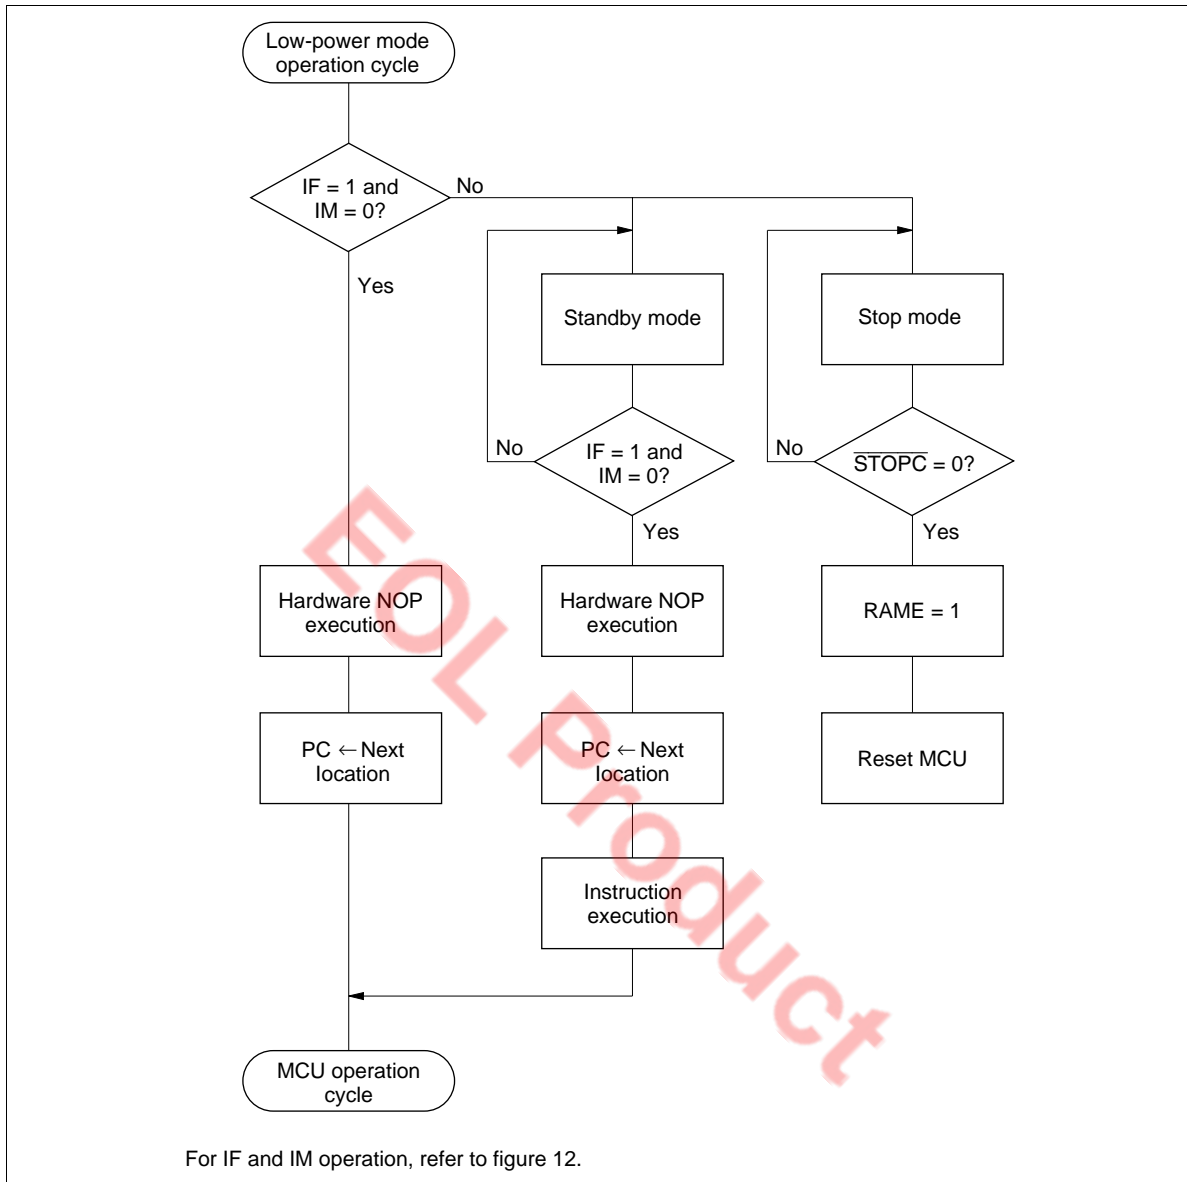 Low-power mode
operation cycle
IF = 1 and
IM = 0?
No
Yes
Standby mode
Stop mode
No
IF = 1 and
IM = 0?
No
STOPC = 0?
Yes
Yes
Hardware NOP
execution
Hardware NOP
execution
RAME = 1
PC ← Next
location
PC ← Next
location
Reset MCU
Instruction
execution
MCU operation
cycle
For IF and IM operation, refer to figure 12.
EOL Product